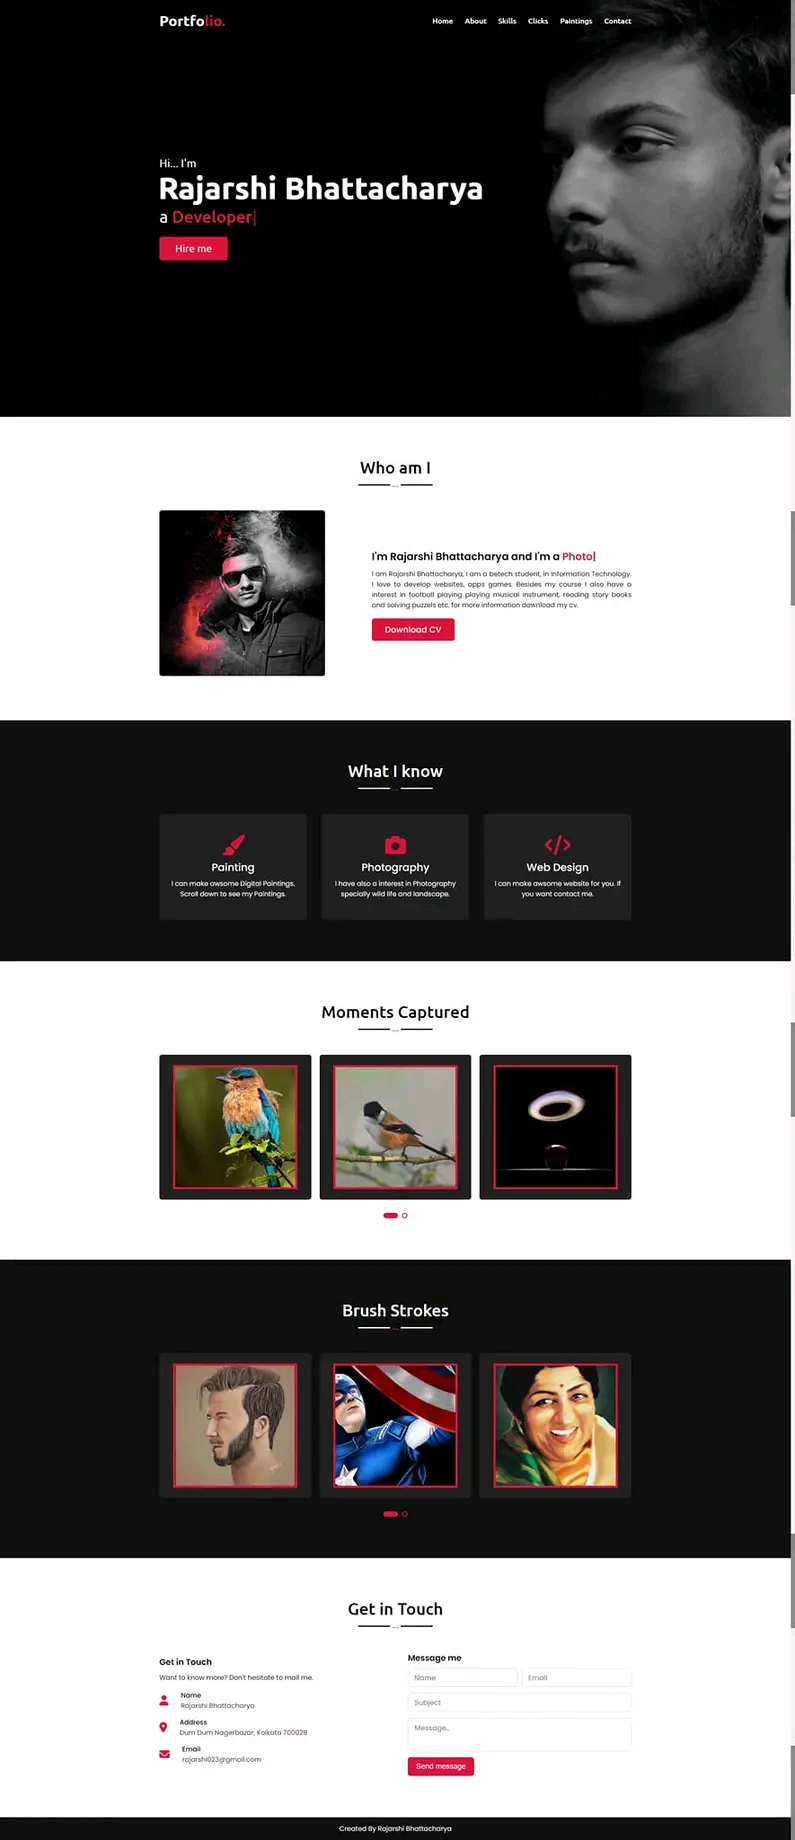 Portfolio.
Home About Skills Clicks Paintings Contact
Hi... I'm
Rajarshi Bhattacharya
a Developer|
Hire me
Who am I
...
I'm Rajarshi Bhattacharya and I'm a Photo|
I am Rajarshi Bhattacharya, I am a betech student, in Information Technology.
I love to develop websites, apps games. Besides my course I also have a
interest in football playing playing musical instrument, reading story books
and solving puzzels etc. for more information download my cv.
Download CV
What I know
...
Painting
I can make awsome Digital Paintings.
Scroll down to see my Paintings.
Photography
I have also a interest in Photography
specially wild life and landscape.
Web Design
I can make awsome website for you. If
you want contact me.
Moments Captured
...
Brush Strokes
...
Get in Touch
...
Get in Touch
Want to know more? Don't hesitate to mail me.
Name
Rajarshi Bhattacharya
Address
Dum Dum Nagerbazar, Kolkata 700028
Email
rajarshi023@gmail.com
Message me
Name Email
Subject
Message..
Send message
Created By Rajarshi Bhattacharya